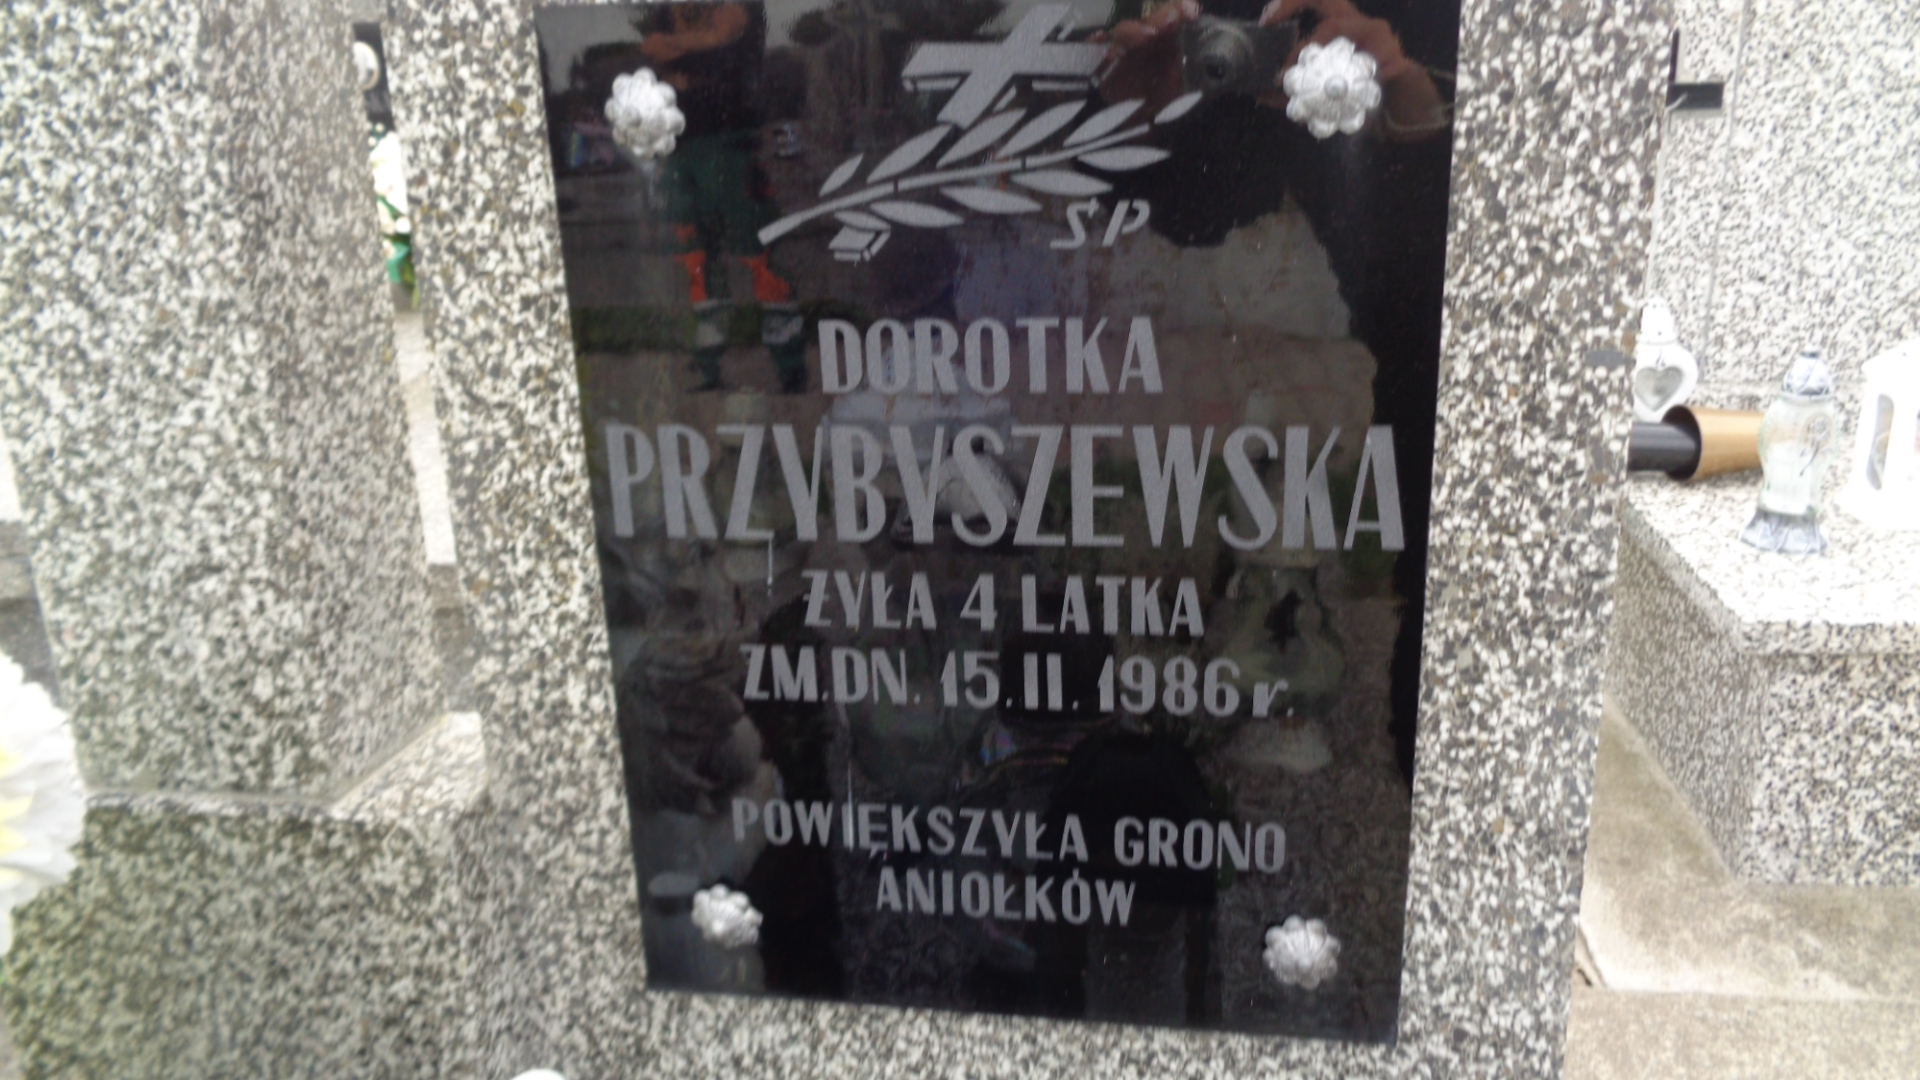 ŚP
DOROTKA
PRZYBYSZEWSKA
ŻYŁA 4 LATKA
ZM.DN. 15.II.1986 r.
POWIĘKSZYŁA GRONO
ANIOŁKÓW